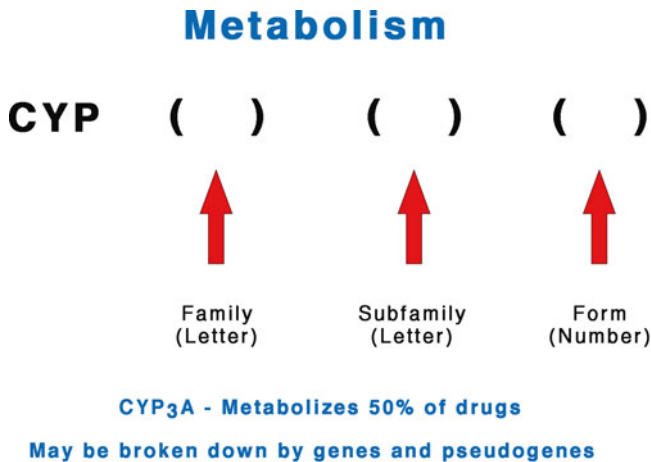 Metabolism
CYP ( ) ( ) ( )
Family Subfamily Form
(Letter) (Letter) (Number)
CYP3A - Metabolizes 50% of drugs
May be broken down by genes and pseudogenes